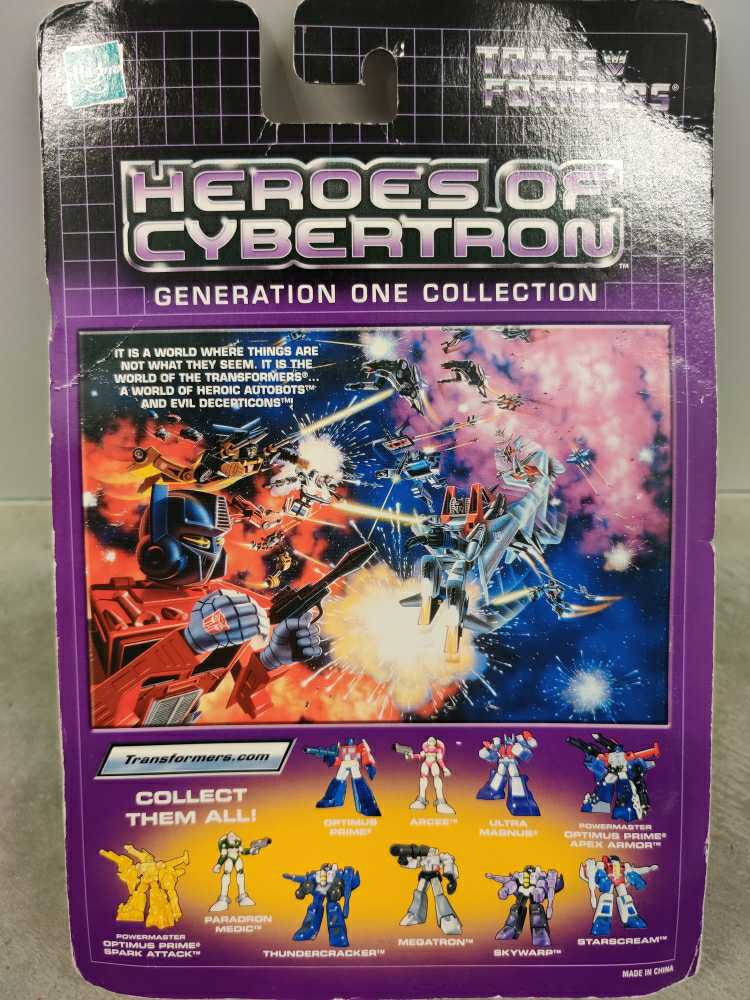 Hasbro
TRANS
FORMERS®
HEROES OF
CYBERTRON™
GENERATION ONE COLLECTION
IT IS A WORLD WHERE THINGS ARE
NOT WHAT THEY SEEM. IT IS THE
WORLD OF THE TRANSFORMERS®...
A WORLD OF HEROIC AUTOBOTS™
AND EVIL DECEPTICONS™!
Transformers.com
COLLECT
THEM ALL!
OPTIMUS
PRIME®
ARCEE™
ULTRA
MAGNUS®
POWERMASTER
OPTIMUS PRIME®
APEX ARMOR™
POWERMASTER
OPTIMUS PRIME®
SPARK ATTACK™
PARADRON
MEDIC™
THUNDERCRACKER™
MEGATRON™
SKYWARP™
STARSCREAM™
MADE IN CHINA